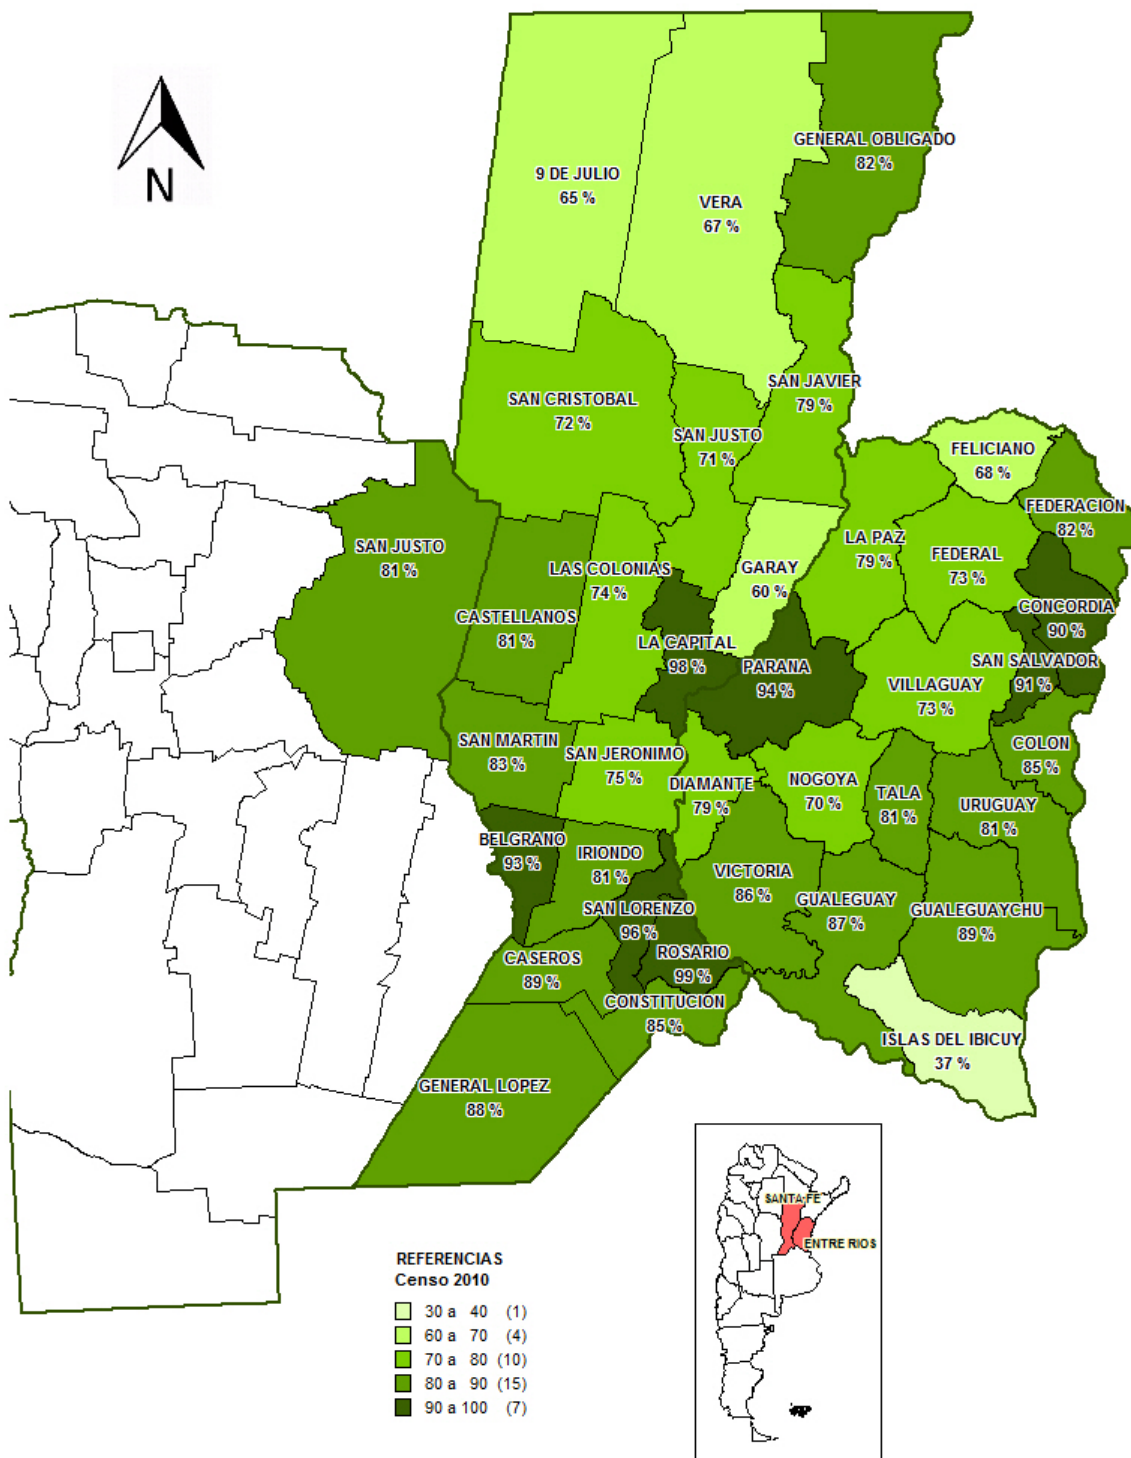 N
9 DE JULIO
65 %
VERA
67 %
GENERAL OBLIGADO
82 %
SAN CRISTOBAL
72 %
SAN JUSTO
71 %
SAN JAVIER
79 %
FELICIANO
68 %
FEDERACION
82 %
SAN JUSTO
81 %
CASTELLANOS
81 %
LAS COLONIAS
74 %
GARAY
60 %
LA PAZ
79 %
FEDERAL
73 %
CONCORDIA
90 %
LA CAPITAL
98 %
PARANA
94 %
VILLAGUAY
73 %
SAN SALVADOR
91 %
SAN MARTIN
83 %
SAN JERONIMO
75 %
DIAMANTE
79 %
NOGOYA
70 %
TALA
81 %
URUGUAY
81 %
COLON
85 %
BELGRANO
93 %
IRIONDO
81 %
SAN LORENZO
96 %
VICTORIA
86 %
GUALEGUAY
87 %
GUALEGUAYCHU
89 %
CASEROS
89 %
ROSARIO
99 %
CONSTITUCION
85 %
ISLAS DEL IBICUY
37 %
GENERAL LOPEZ
88 %
SANTA FE
ENTRE RIOS
REFERENCIAS
Censo 2010
30 a 40 (1)
60 a 70 (4)
70 a 80 (10)
80 a 90 (15)
90 a 100 (7)